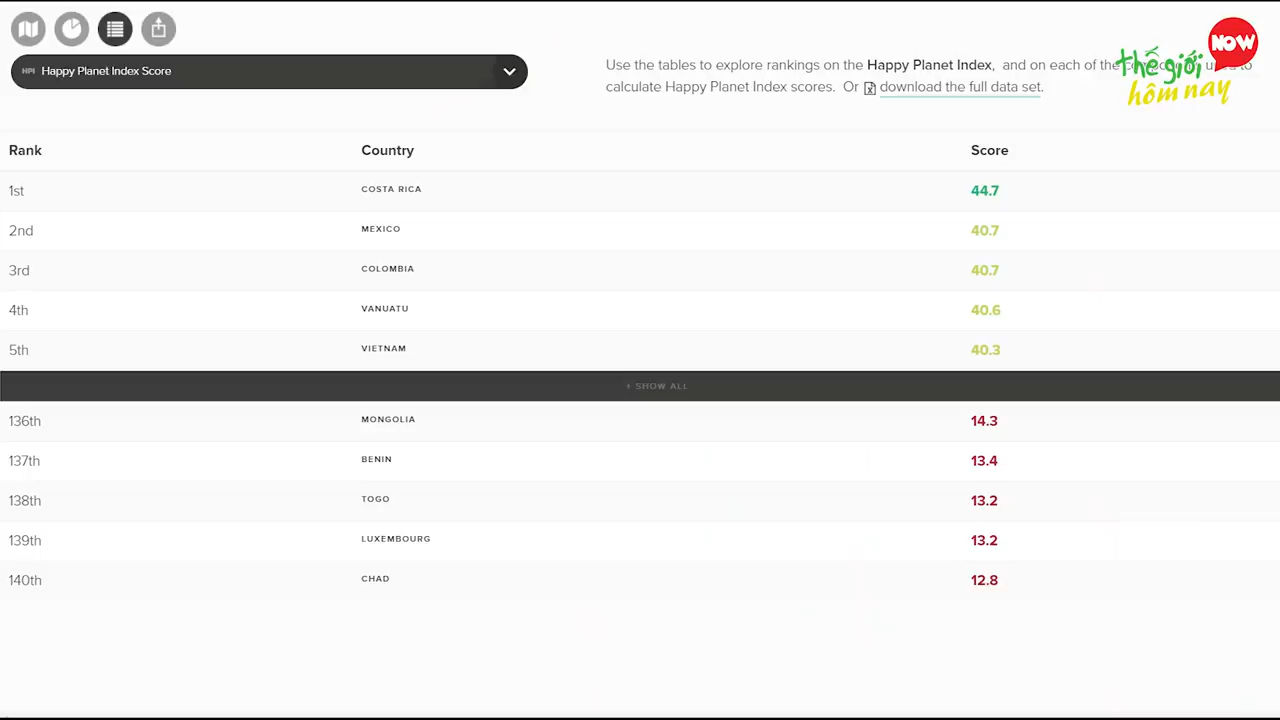 HPI Happy Planet Index Score
Use the tables to explore rankings on the Happy Planet Index, and on each of the
calculate Happy Planet Index scores. Or download the full data set.
NOW
thế giới
hôm nay
Rank Country Score
1st COSTA RICA 44.7
2nd MEXICO 40.7
3rd COLOMBIA 40.7
4th VANUATU 40.6
5th VIETNAM 40.3
+ SHOW ALL
136th MONGOLIA 14.3
137th BENIN 13.4
138th TOGO 13.2
139th LUXEMBOURG 13.2
140th CHAD 12.8